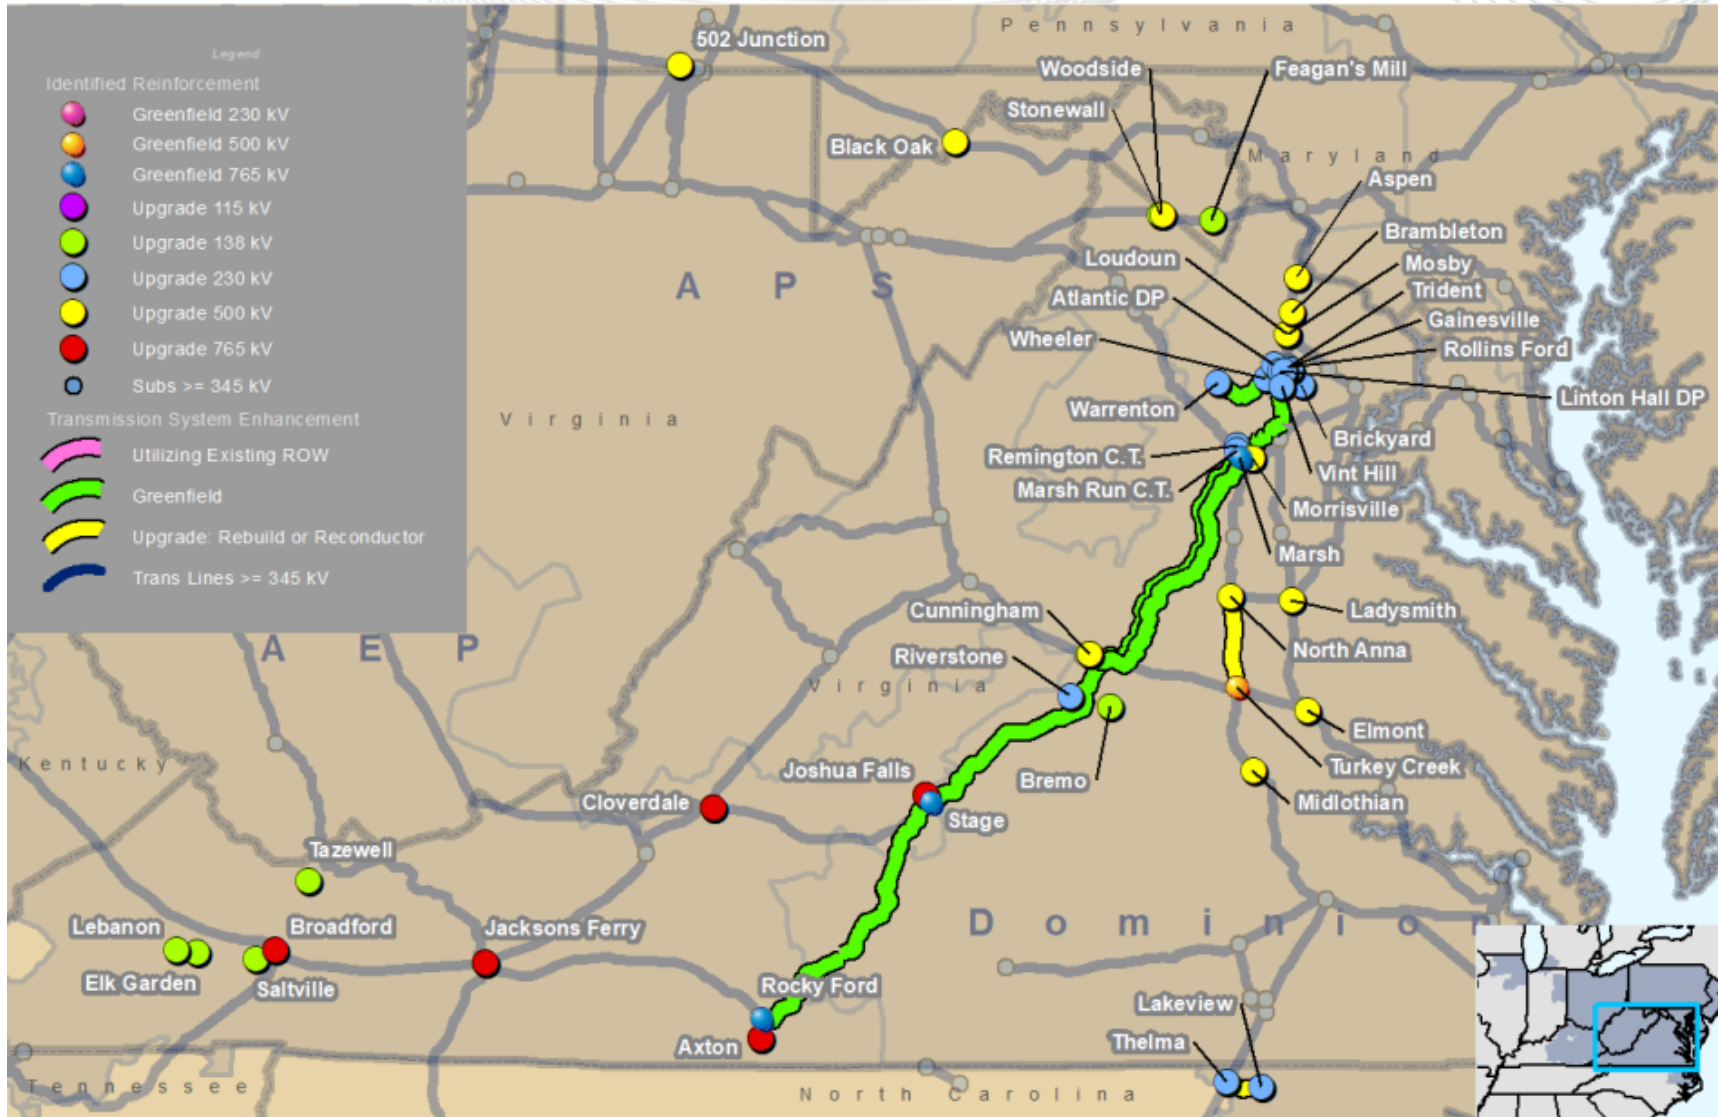 Legend
Identified Reinforcement
Greenfield 230 kV
Greenfield 500 kV
Greenfield 765 kV
Upgrade 115 kV
Upgrade 138 kV
Upgrade 230 kV
Upgrade 500 kV
Upgrade 765 kV
Subs >= 345 kV
Transmission System Enhancement
Utilizing Existing ROW
Greenfield
Upgrade: Rebuild or Reconductor
Trans Lines >= 345 kV
Pennsylvania
502 Junction
Woodside
Feagan's Mill
Stonewall
Black Oak
Maryland
Aspen
Brambleton
Loudoun
Mosby
APS
Trident
Atlantic DP
Gainesville
Wheeler
Rollins Ford
Linton Hall DP
Warrenton
Virginia
Brickyard
Remington C.T.
Vint Hill
Marsh Run C.T.
Morrisville
Marsh
Cunningham
Ladysmith
AEP
North Anna
Riverstone
Virginia
Elmont
Kentucky
Turkey Creek
Joshua Falls
Bremo
Cloverdale
Midlothian
Stage
Tazewell
Dominion
Lebanon
Broadford
Jacksons Ferry
Elk Garden
Saltville
Rocky Ford
Lakeview
Axton
Thelma
Tennessee
North Carolina